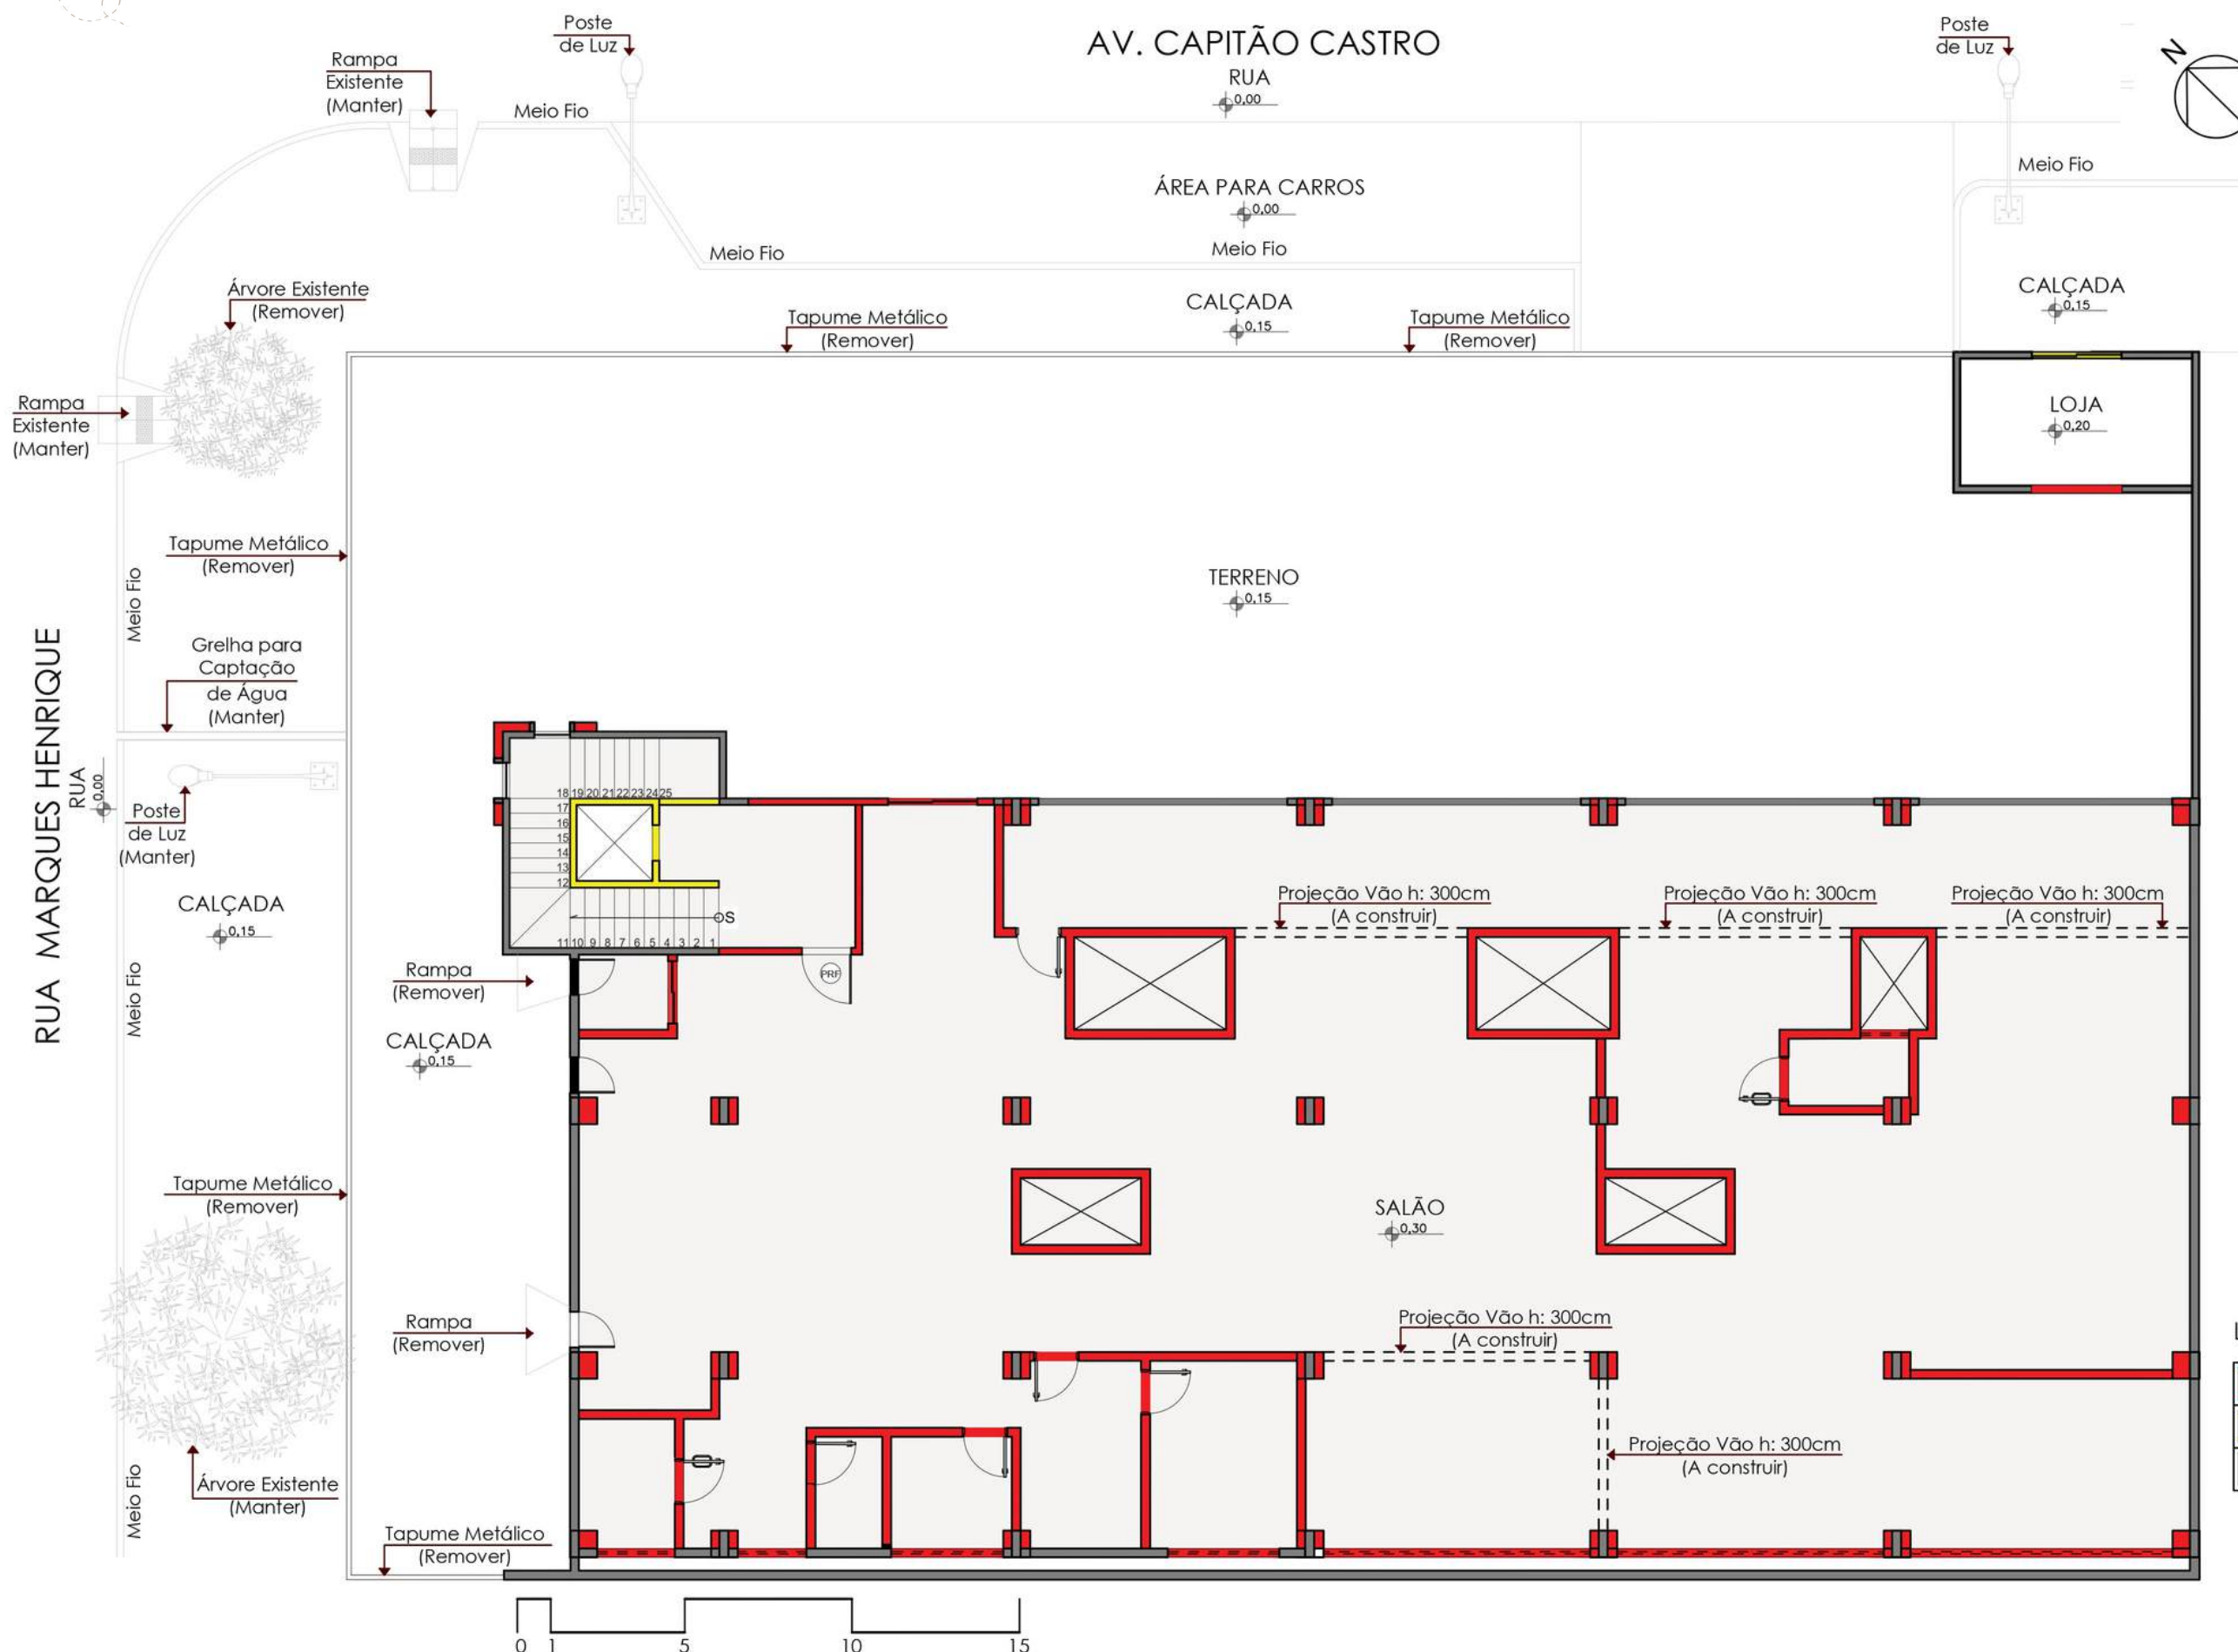 AV. CAPITÃO CASTRO
RUA
0,00
Poste
de Luz
Poste
de Luz
N
Rampa
Existente
(Manter)
Meio Fio
Meio Fio
ÁREA PARA CARROS
0,00
Meio Fio
Meio Fio
Árvore Existente
(Remover)
Tapume Metálico
(Remover)
CALÇADA
0,15
Tapume Metálico
(Remover)
CALÇADA
0,15
Rampa
Existente
(Manter)
LOJA
0,20
Tapume Metálico
(Remover)
Meio Fio
TERRENO
0,15
Grelha para
Captação
de Água
(Manter)
RUA MARQUES HENRIQUE
RUA
0,00
Poste
de Luz
(Manter)
18 19 20 21 22 23 24 25
17
16
15
14
13
12
S
11 10 9 8 7 6 5 4 3 2 1
CALÇADA
0,15
Projeção Vão h: 300cm
(A construir)
Projeção Vão h: 300cm
(A construir)
Projeção Vão h: 300cm
(A construir)
PRF
Rampa
(Remover)
Meio Fio
CALÇADA
0,15
Tapume Metálico
(Remover)
SALÃO
0,30
Rampa
(Remover)
Projeção Vão h: 300cm
(A construir)
Projeção Vão h: 300cm
(A construir)
Árvore Existente
(Manter)
Meio Fio
Tapume Metálico
(Remover)
0 1 5 10 15